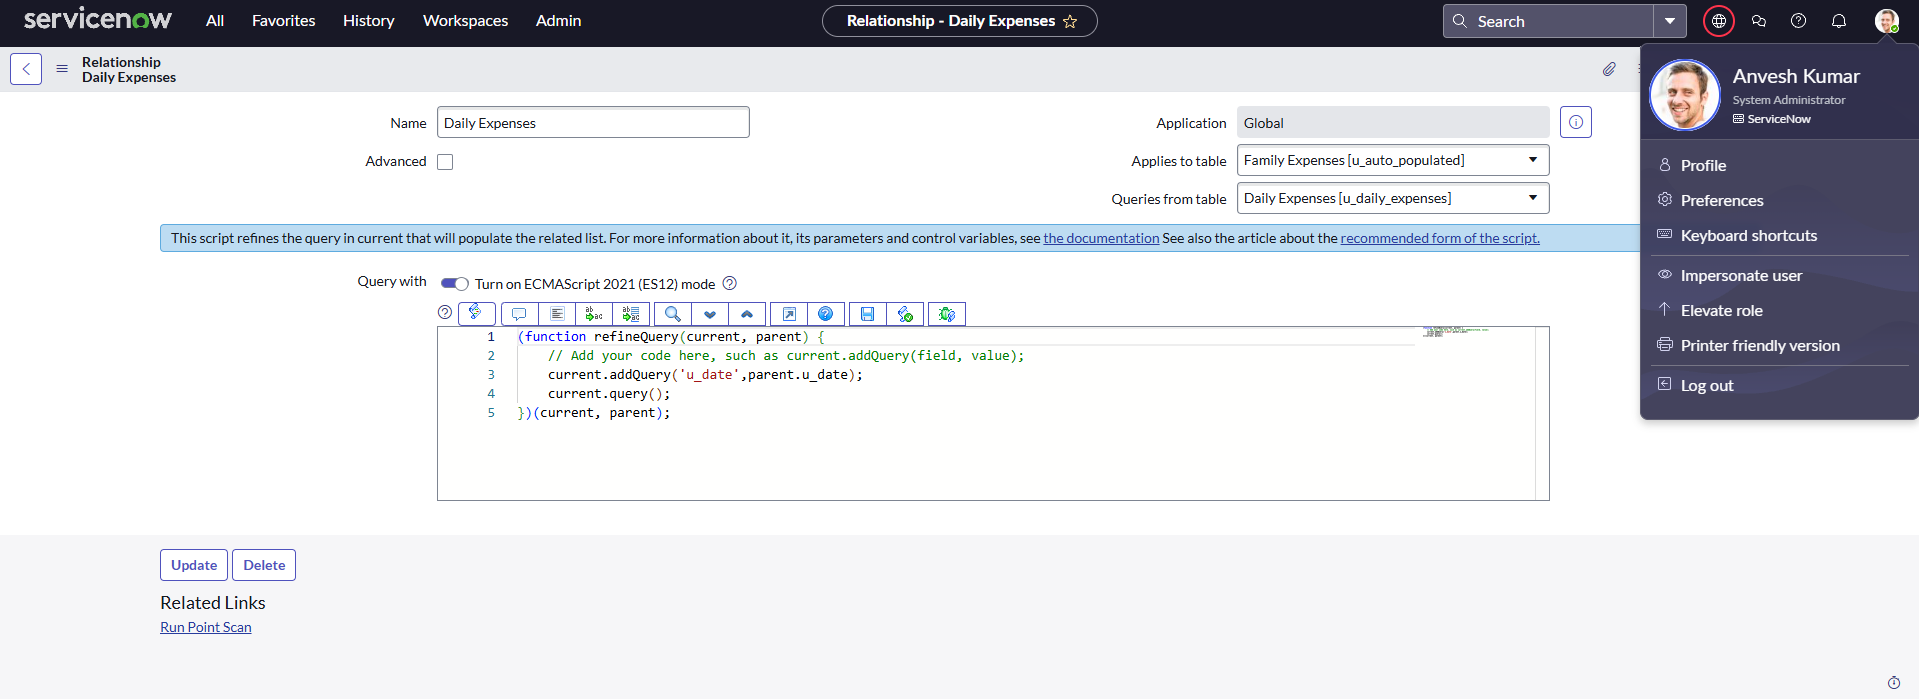 servicenow All Favorites History Workspaces Admin Relationship - Daily Expenses Search
Relationship
Daily Expenses
Anvesh Kumar
System Administrator
ServiceNow
Profile
Preferences
Keyboard shortcuts
Impersonate user
Elevate role
Printer friendly version
Log out
Name Daily Expenses
Application Global
Advanced
Applies to table Family Expenses [u_auto_populated]
Queries from table Daily Expenses [u_daily_expenses]
This script refines the query in current that will populate the related list. For more information about it, its parameters and control variables, see the documentation See also the article about the recommended form of the script.
Query with Turn on ECMAScript 2021 (ES12) mode
1 (function refineQuery(current, parent) {
2 // Add your code here, such as current.addQuery(field, value);
3 current.addQuery('u_date',parent.u_date);
4 current.query();
5 })(current, parent);
Update Delete
Related Links
Run Point Scan